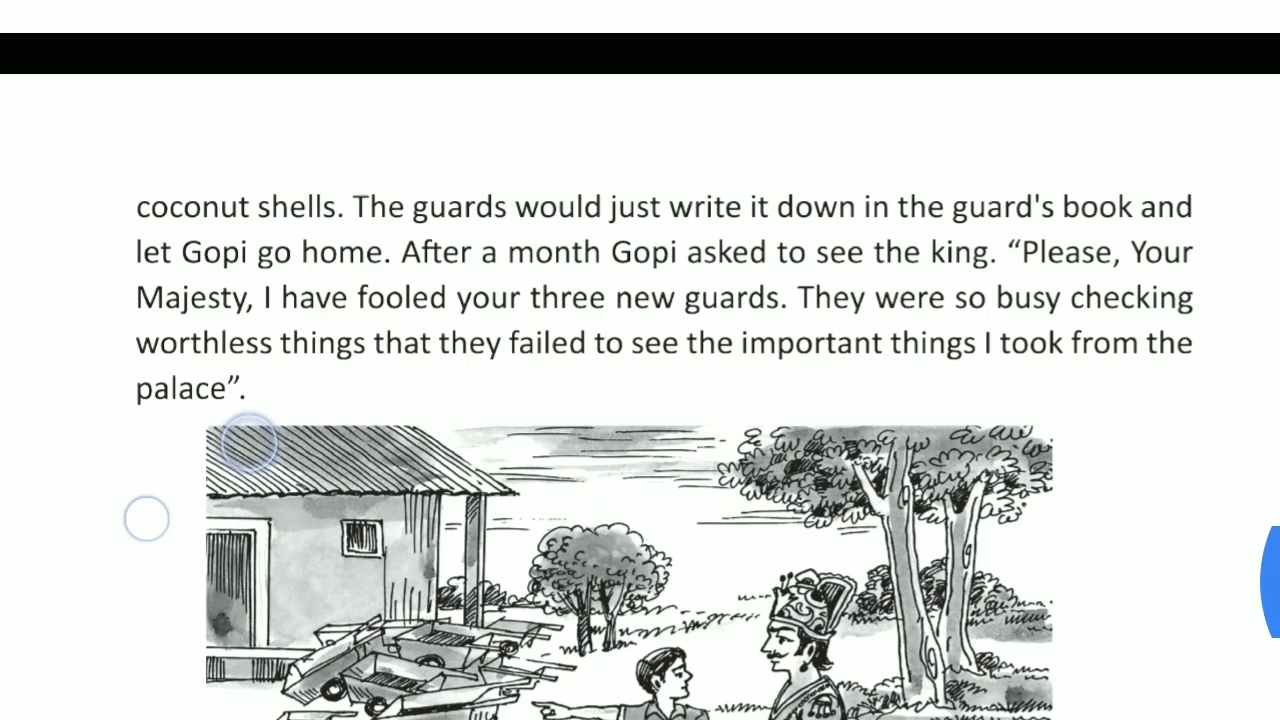 coconut shells. The guards would just write it down in the guard's book and
let Gopi go home. After a month Gopi asked to see the king. “Please, Your
Majesty, I have fooled your three new guards. They were so busy checking
worthless things that they failed to see the important things I took from the
palace”.